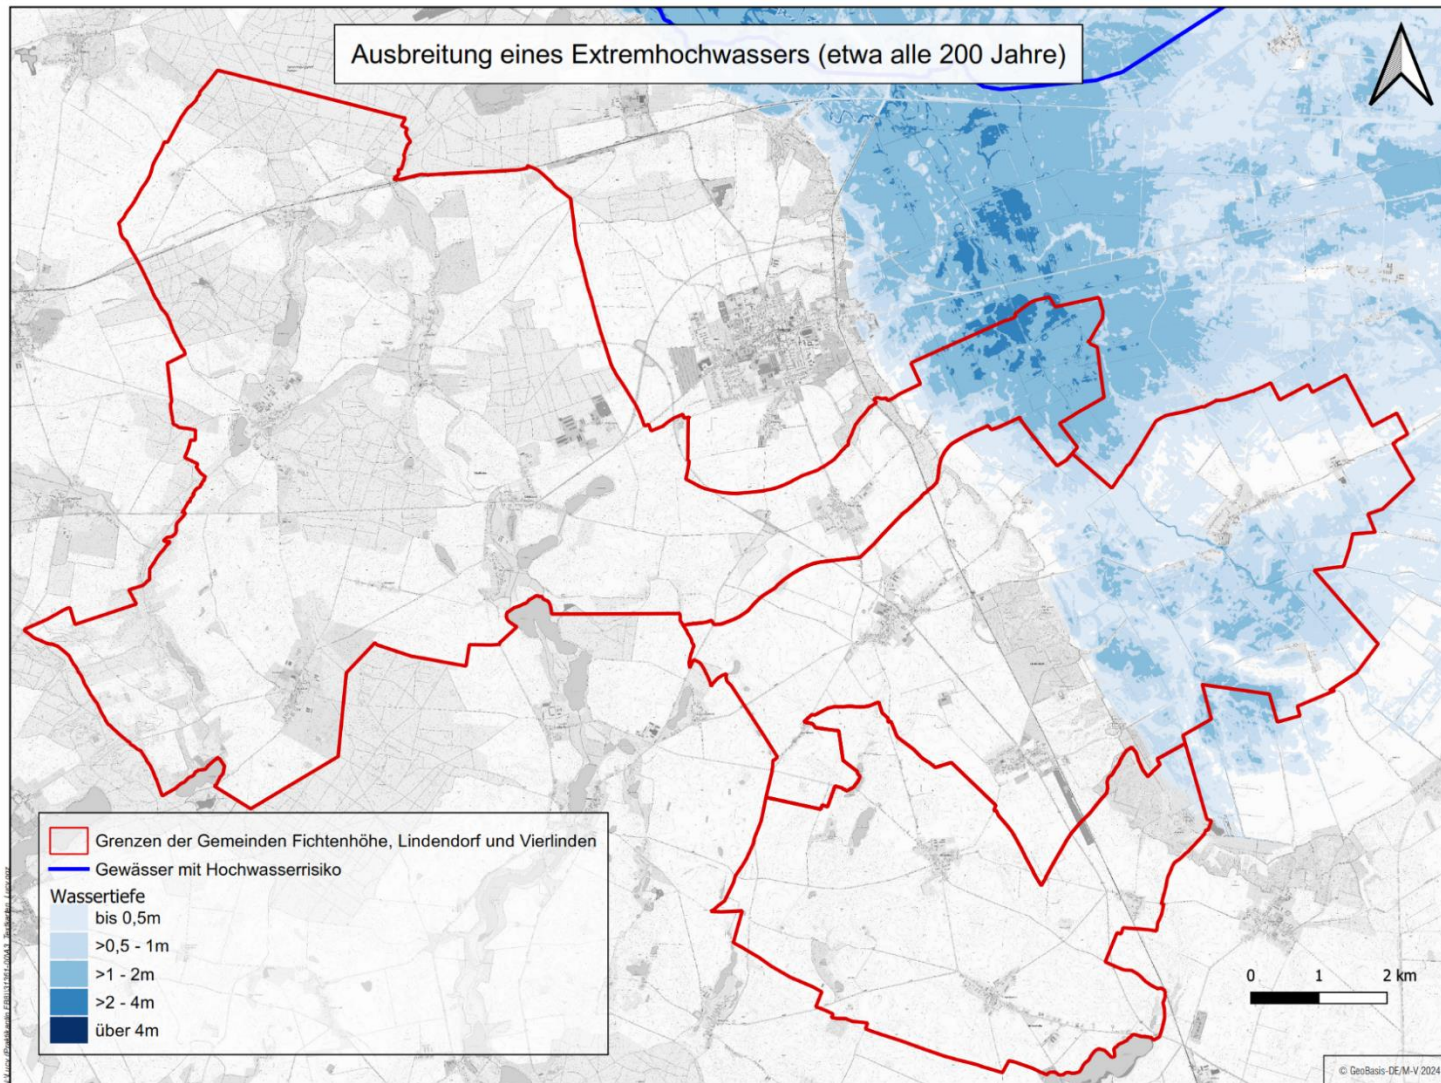 Ausbreitung eines Extremhochwassers (etwa alle 200 Jahre)
Grenzen der Gemeinden Fichtenhöhe, Lindendorf und Vierlinden
Gewässer mit Hochwasserrisiko
Wassertiefe
bis 0,5m
>0,5 - 1m
>1 - 2m
>2 - 4m
über 4m
0 1 2 km
© GeoBasis-DE/M-V 2024